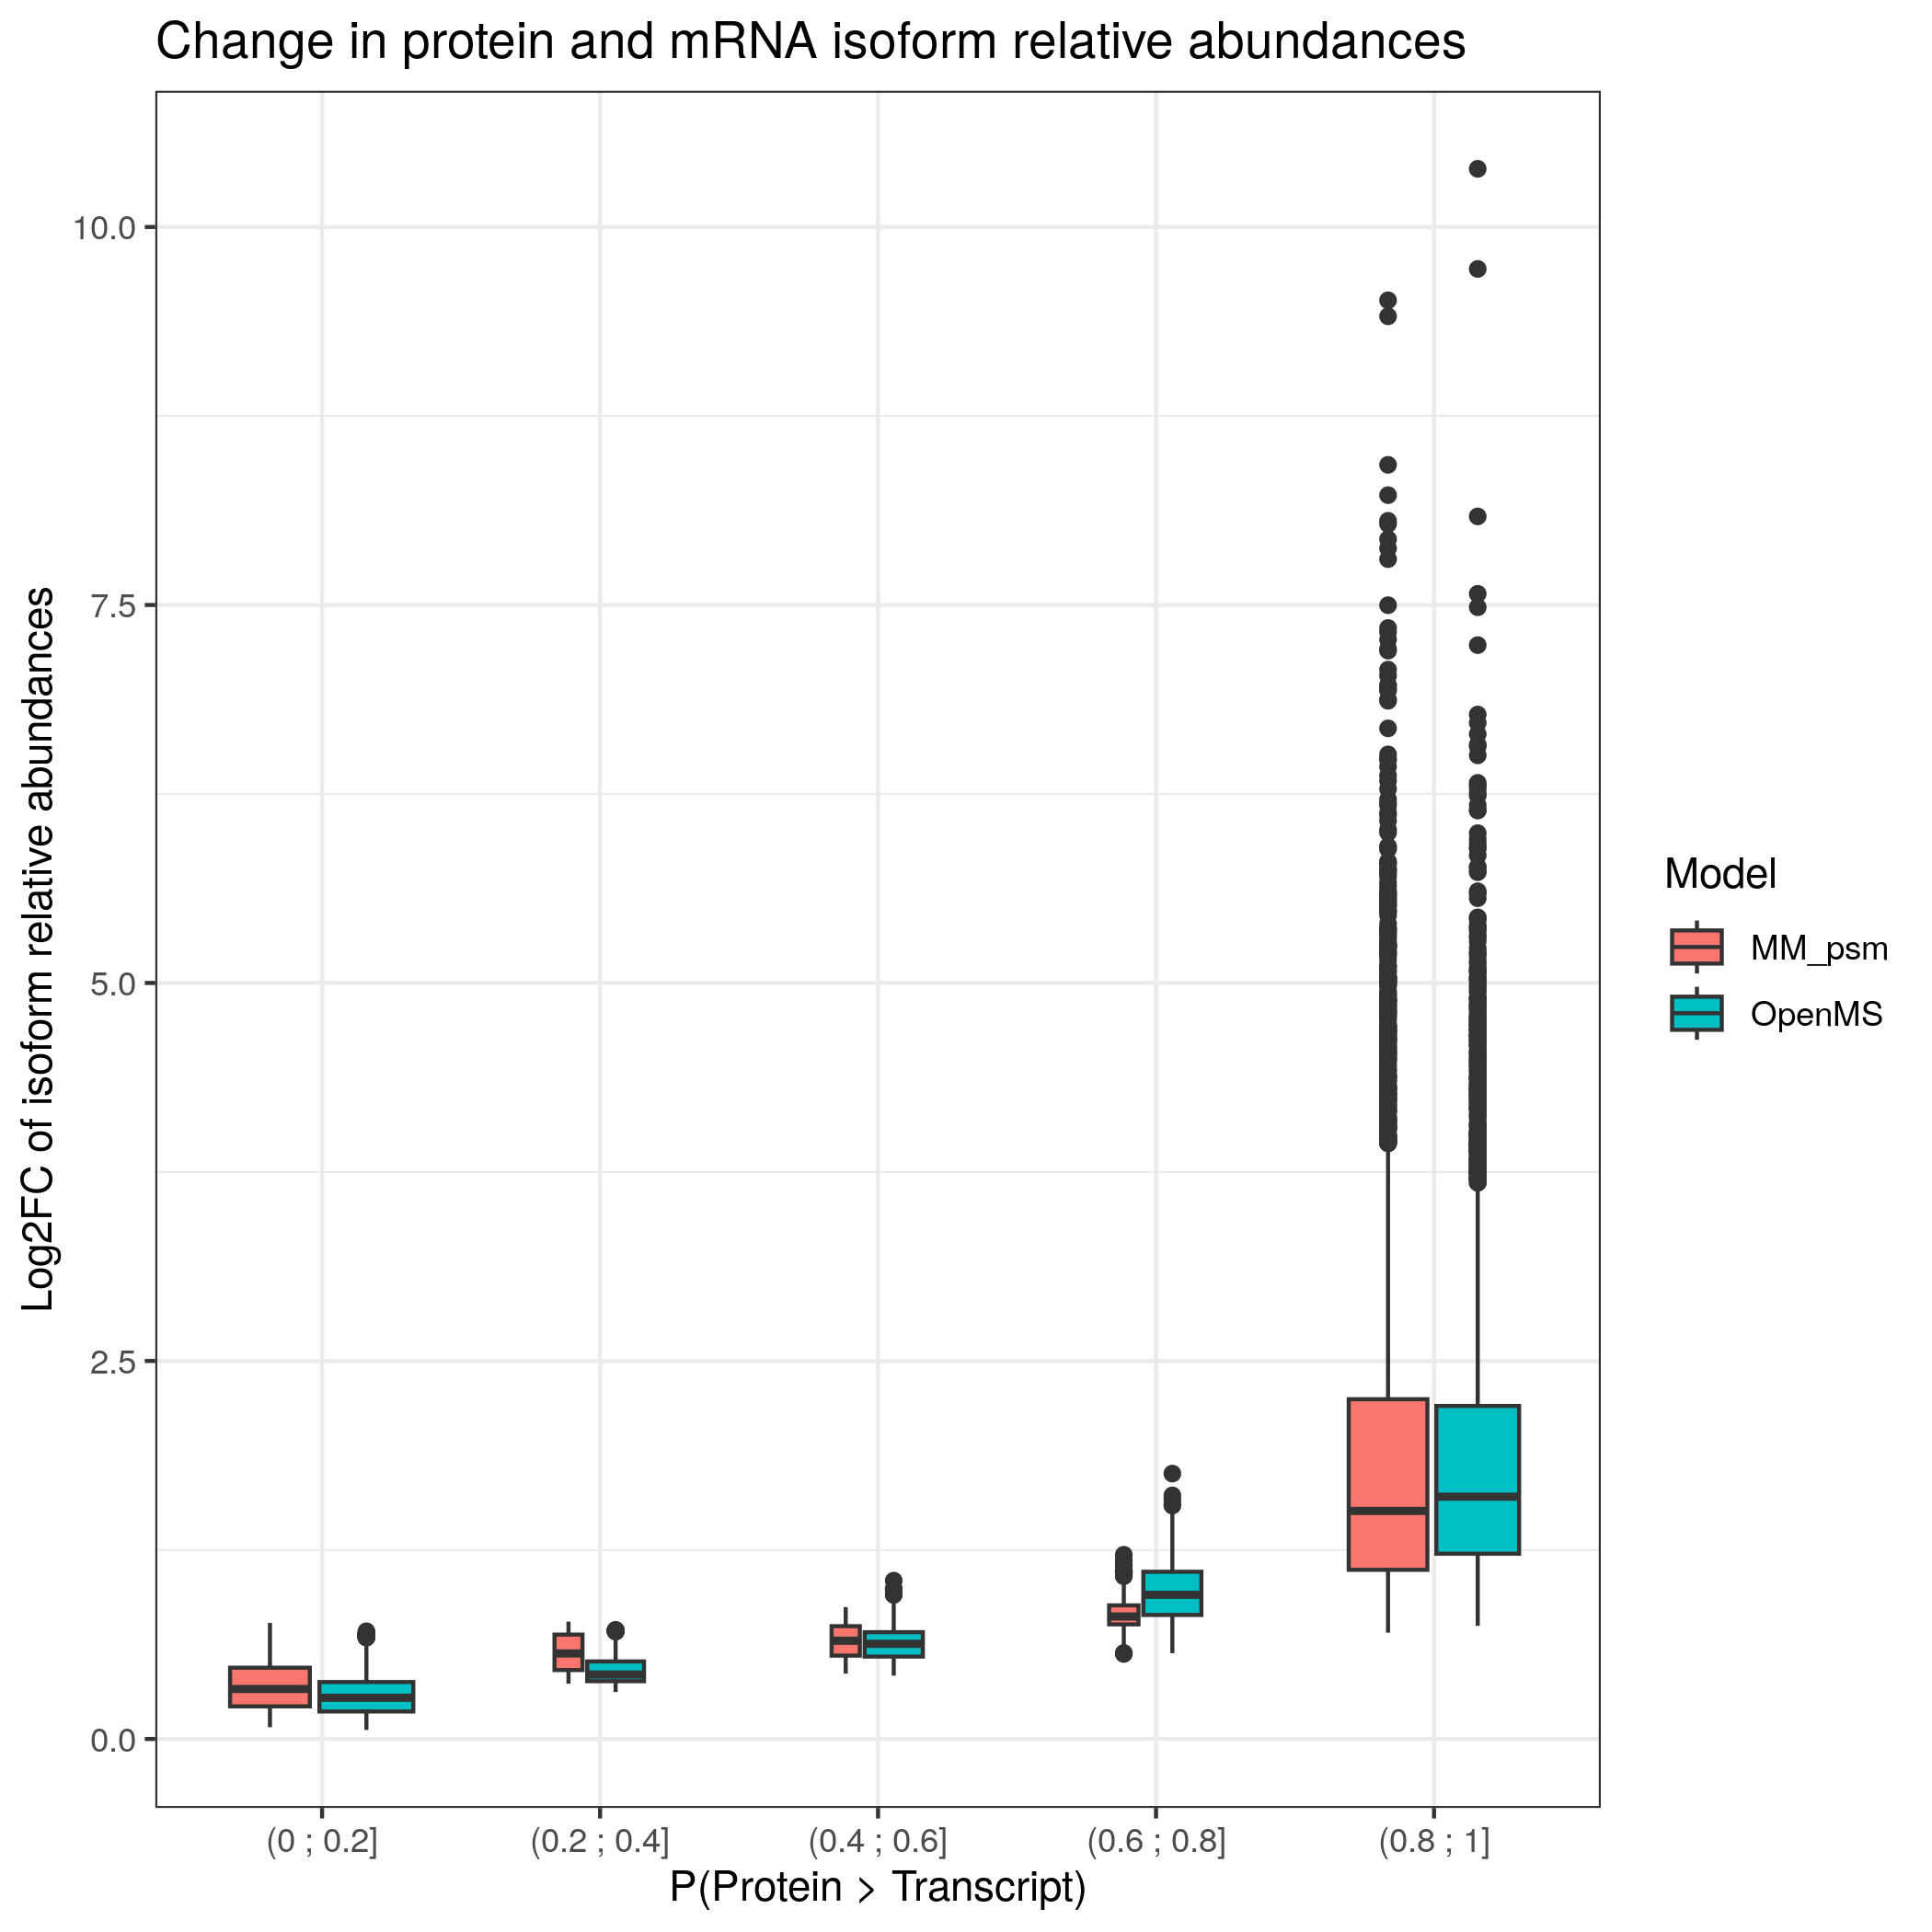 Change in protein and mRNA isoform relative abundances
Log2FC of isoform relative abundances
10.0
7.5
5.0
2.5
0.0
(0 ; 0.2]
(0.2 ; 0.4]
(0.4 ; 0.6]
(0.6 ; 0.8]
(0.8 ; 1]
P(Protein > Transcript)
Model
MM_psm
OpenMS